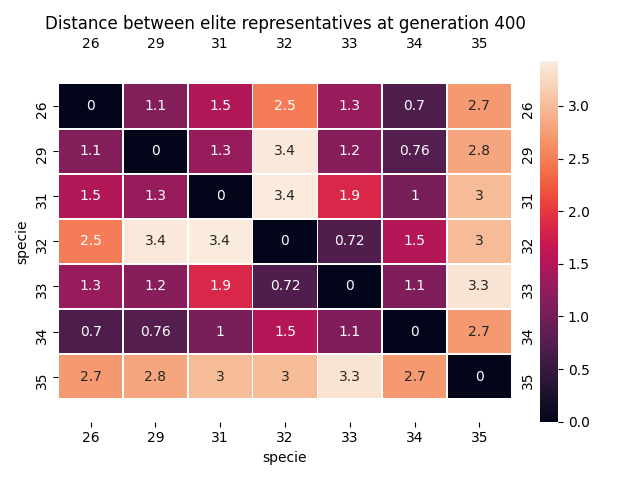 Distance between elite representatives at generation 400
26 29 31 32 33 34 35
26 0 1.1 1.5 2.5 1.3 0.7 2.7 26
29 1.1 0 1.3 3.4 1.2 0.76 2.8 29
31 1.5 1.3 0 3.4 1.9 1 3 31
32 2.5 3.4 3.4 0 0.72 1.5 3 32
33 1.3 1.2 1.9 0.72 0 1.1 3.3 33
34 0.7 0.76 1 1.5 1.1 0 2.7 34
35 2.7 2.8 3 3 3.3 2.7 0 35
26 29 31 32 33 34 35
specie
specie
3.0
2.5
2.0
1.5
1.0
0.5
0.0